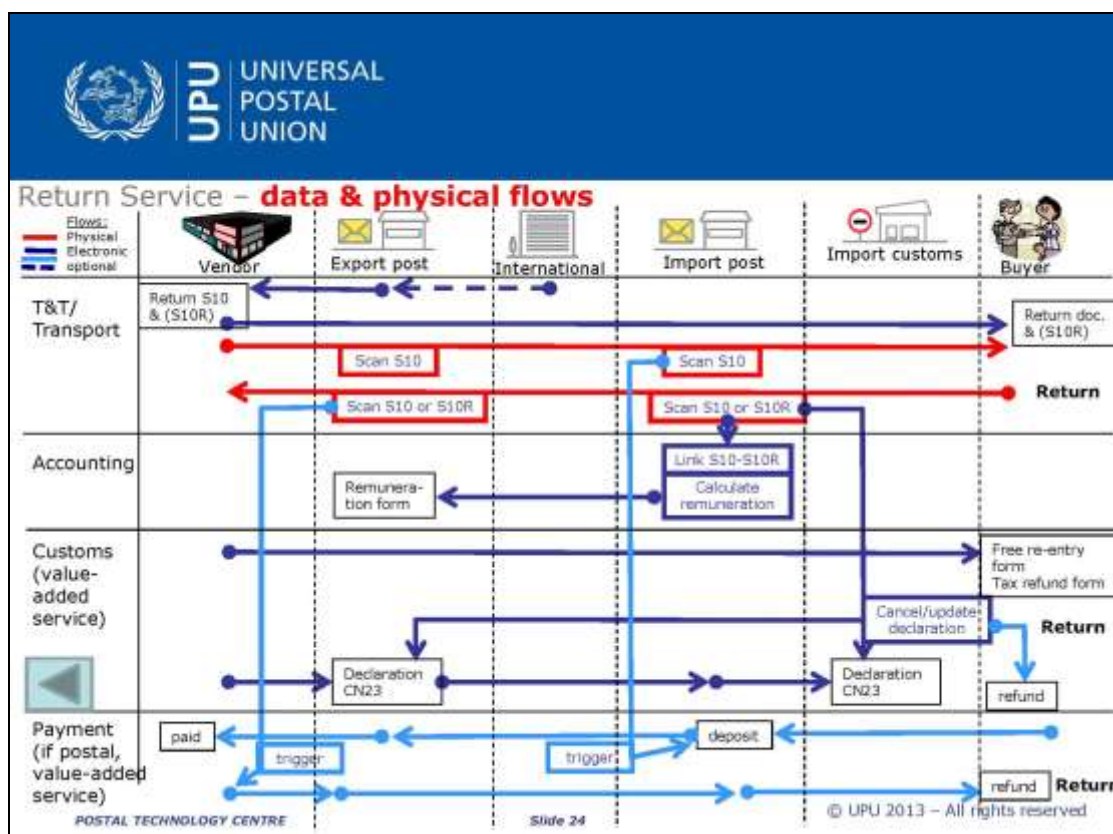 UPU
UNIVERSAL
POSTAL
UNION
Return Service – data & physical flows
Flows:
Physical
Electronic
optional
Vendor
Export post
International
Import post
Import customs
Buyer
T&T/
Transport
Return S10
& (S10R)
Return doc.
& (S10R)
Scan S10
Scan S10
Return
Scan S10 or S10R
Scan S10 or S10R
Accounting
Link S10-S10R
Remunera-
tion form
Calculate
remuneration
Customs
(value-
added
service)
Free re-entry
form
Tax refund form
Cancel/update
declaration
Return
Declaration
CN23
Declaration
CN23
refund
Payment
(if postal,
value-added
service)
paid
deposit
trigger
trigger
refund
Return
POSTAL TECHNOLOGY CENTRE
Slide 24
© UPU 2013 – All rights reserved